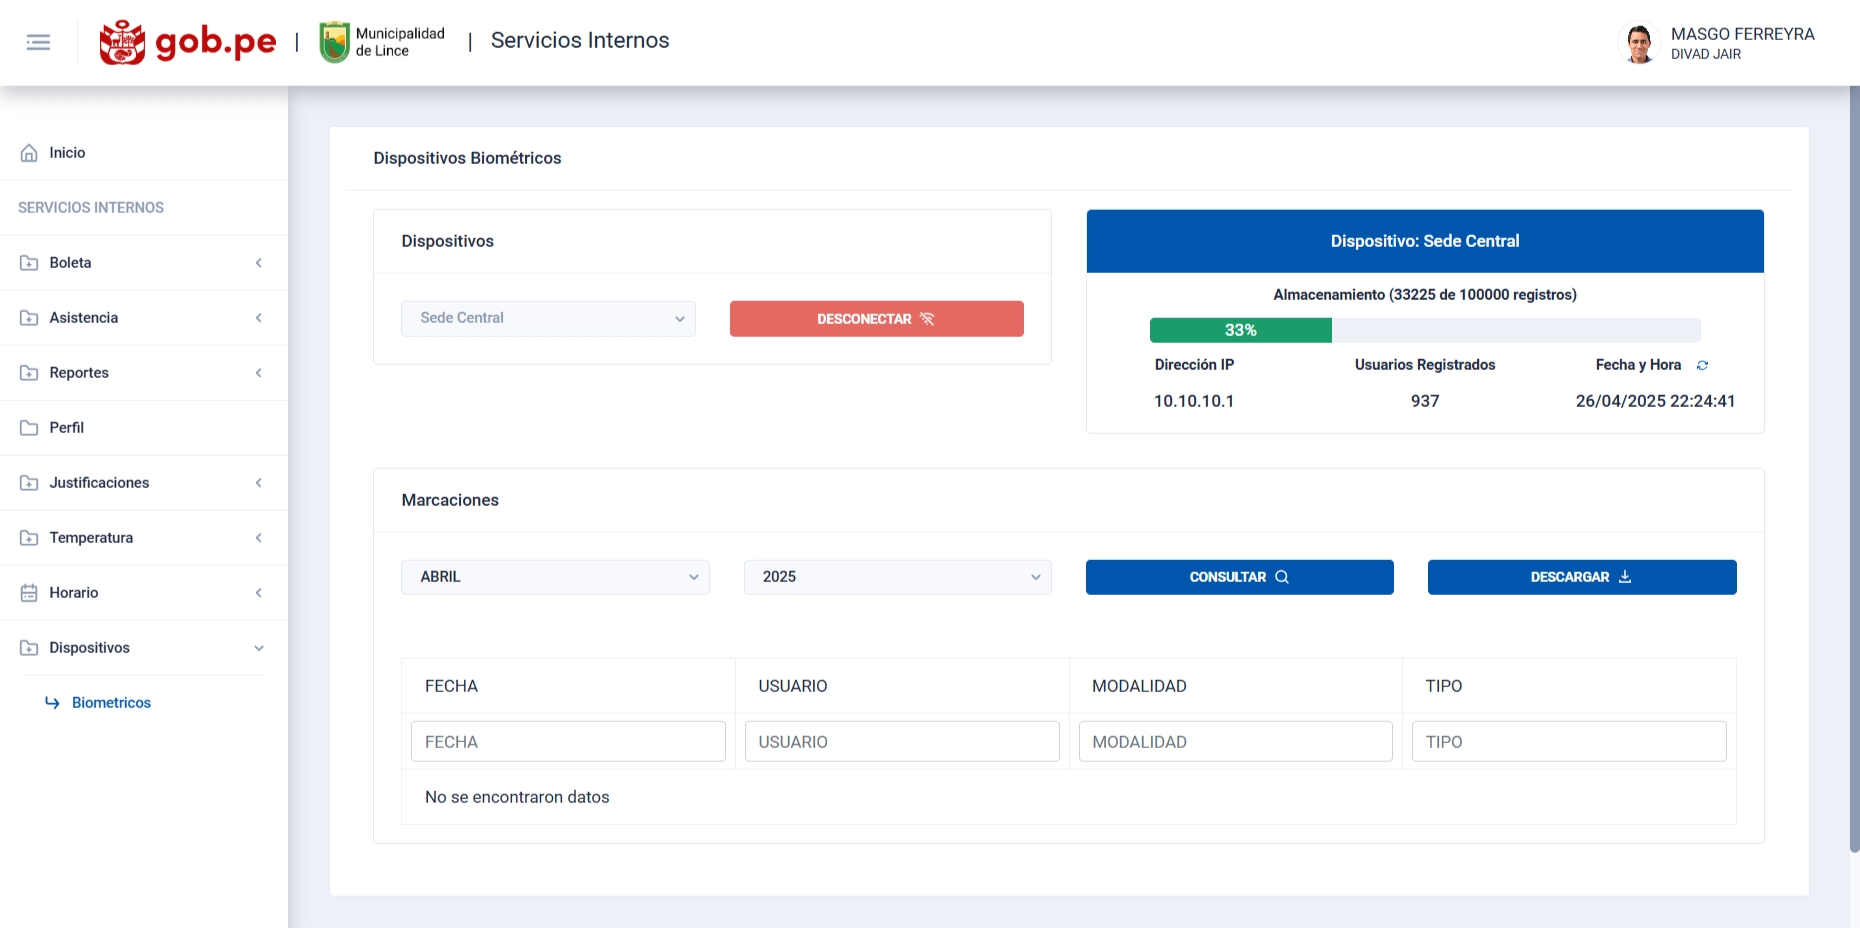 gob.pe | Municipalidad
de Lince | Servicios Internos
MASGO FERREYRA
DIVAD JAIR
Inicio
SERVICIOS INTERNOS
Boleta
Asistencia
Reportes
Perfil
Justificaciones
Temperatura
Horario
Dispositivos
Biometricos
Dispositivos Biométricos
Dispositivos
Sede Central
DESCONECTAR
Dispositivo: Sede Central
Almacenamiento (33225 de 100000 registros)
33%
Dirección IP Usuarios Registrados Fecha y Hora
10.10.10.1 937 26/04/2025 22:24:41
Marcaciones
ABRIL 2025 CONSULTAR DESCARGAR
FECHA USUARIO MODALIDAD TIPO
FECHA USUARIO MODALIDAD TIPO
No se encontraron datos